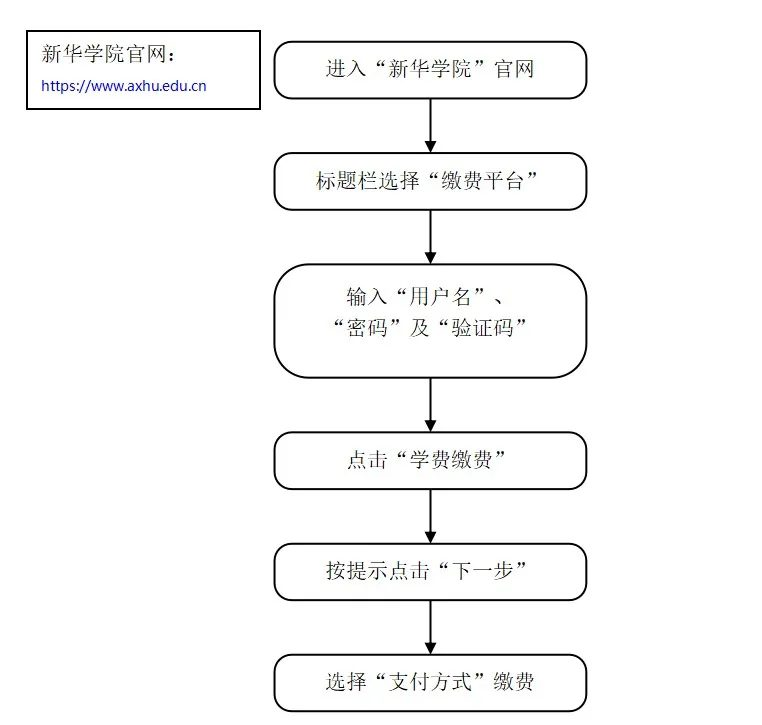 新华学院官网：
https://www.axhu.edu.cn
进入“新华学院”官网
标题栏选择“缴费平台”
输入“用户名”、
“密码”及“验证码”
点击“学费缴费”
按提示点击“下一步”
选择“支付方式”缴费